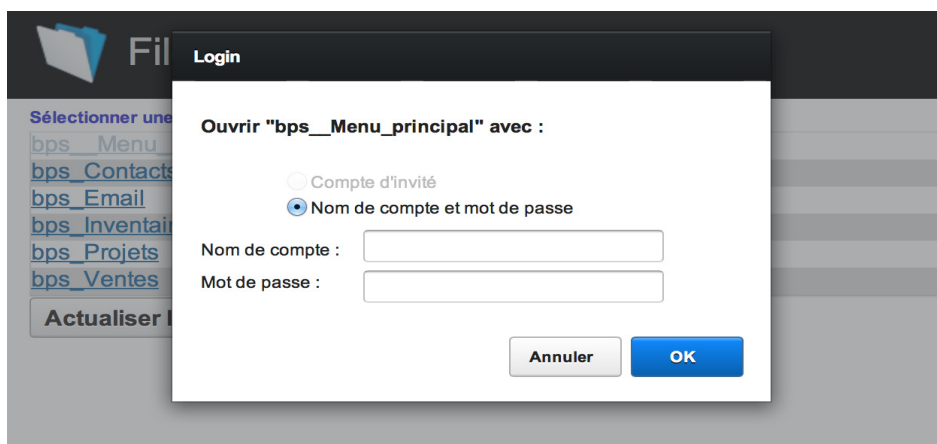 Fil
Login
Sélectionner une
Ouvrir "bps__Menu_principal" avec :
bps__Menu_
bps_Contacts
Compte d'invité
bps_Email
Nom de compte et mot de passe
bps_Inventai
bps_Projets
Nom de compte :
bps_Ventes
Mot de passe :
Actualiser l
Annuler
OK